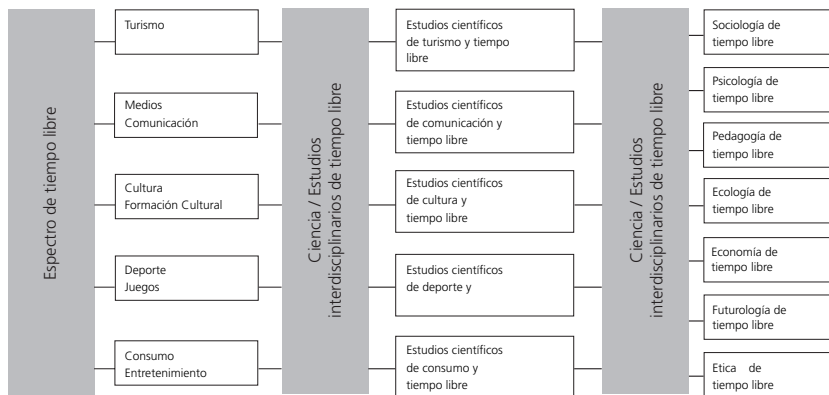 Espectro de tiempo libre
Turismo
Medios
Comunicación
Cultura
Formación Cultural
Deporte
Juegos
Consumo
Entretenimiento
Ciencia / Estudios
interdisciplinarios de tiempo libre
Estudios científicos
de turismo y tiempo
libre
Estudios científicos
de comunicación y
tiempo libre
Estudios científicos
de cultura y
tiempo libre
Estudios científicos
de deporte y
Estudios científicos
de consumo y
tiempo libre
Ciencia / Estudios
interdisciplinarios de tiempo libre
Sociología de
tiempo libre
Psicología de
tiempo libre
Pedagogía de
tiempo libre
Ecología de
tiempo libre
Economía de
tiempo libre
Futurología de
tiempo libre
Etica de
tiempo libre